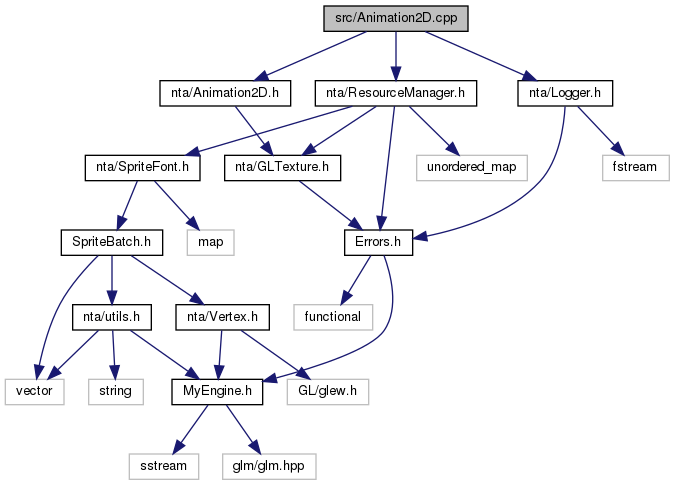 src/Animation2D.cpp
nta/Animation2D.h
nta/ResourceManager.h
nta/Logger.h
nta/SpriteFont.h
nta/GLTexture.h
unordered_map
fstream
SpriteBatch.h
map
Errors.h
nta/utils.h
nta/Vertex.h
functional
vector
string
MyEngine.h
GL/glew.h
sstream
glm/glm.hpp